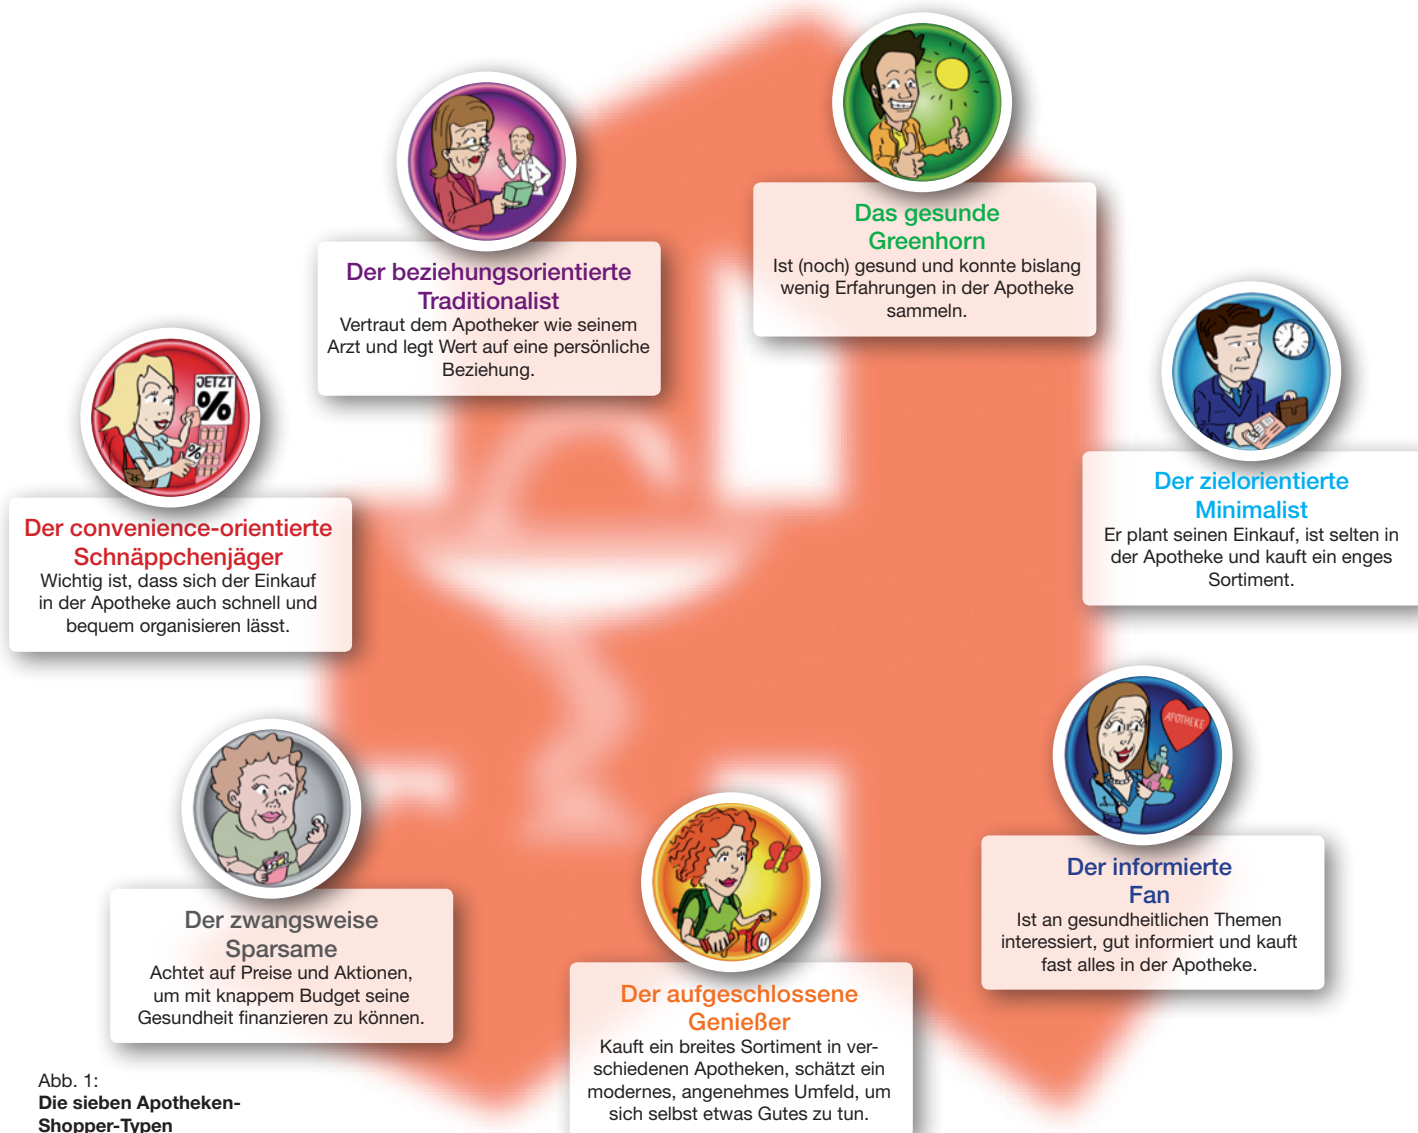 Das gesunde
Greenhorn
Ist (noch) gesund und konnte bislang
wenig Erfahrungen in der Apotheke
sammeln.
Der beziehungsorientierte
Traditionalist
Vertraut dem Apotheker wie seinem
Arzt und legt Wert auf eine persönliche
Beziehung.
JETZT
%
%
Der convenience-orientierte
Schnäppchenjäger
Wichtig ist, dass sich der Einkauf
in der Apotheke auch schnell und
bequem organisieren lässt.
Der zielorientierte
Minimalist
Er plant seinen Einkauf, ist selten in
der Apotheke und kauft ein enges
Sortiment.
APOTHEKE
Der informierte
Fan
Ist an gesundheitlichen Themen
interessiert, gut informiert und kauft
fast alles in der Apotheke.
Der zwangsweise
Sparsame
Achtet auf Preise und Aktionen,
um mit knappem Budget seine
Gesundheit finanzieren zu können.
Der aufgeschlossene
Genießer
Kauft ein breites Sortiment in ver-
schiedenen Apotheken, schätzt ein
modernes, angenehmes Umfeld, um
sich selbst etwas Gutes zu tun.
Abb. 1:
Die sieben Apotheken-
Shopper-Typen